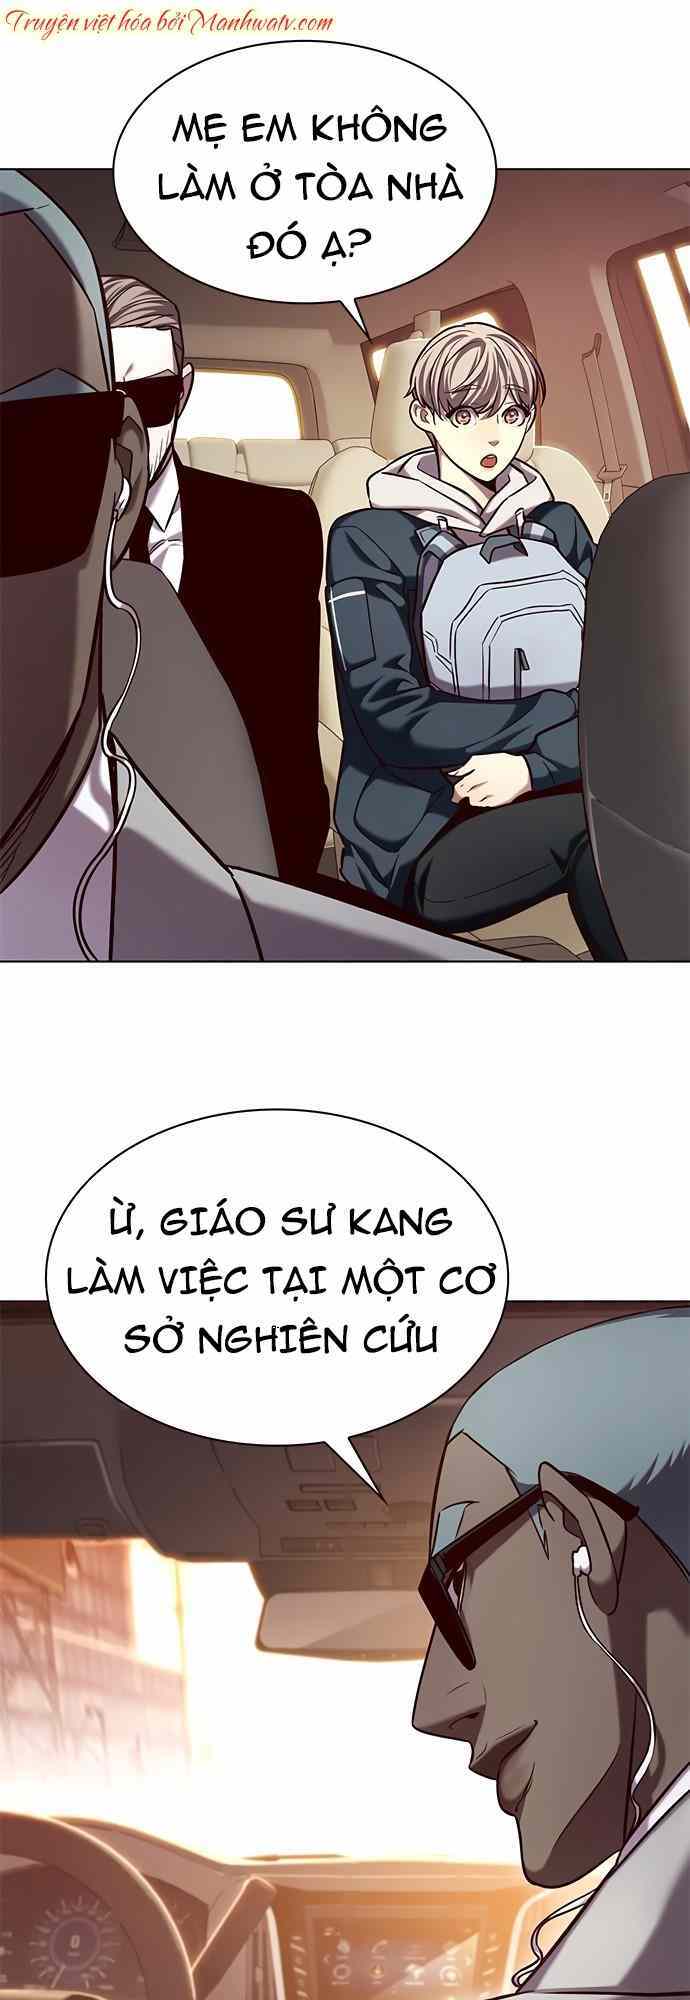 Truyện việt hóa bởi Manhwatv.com
MẸ EM KHÔNG
LÀM Ở TÒA NHÀ
ĐÓ Ạ?
Ừ, GIÁO SƯ KANG
LÀM VIỆC TẠI MỘT CƠ
SỞ NGHIÊN CỨU
0